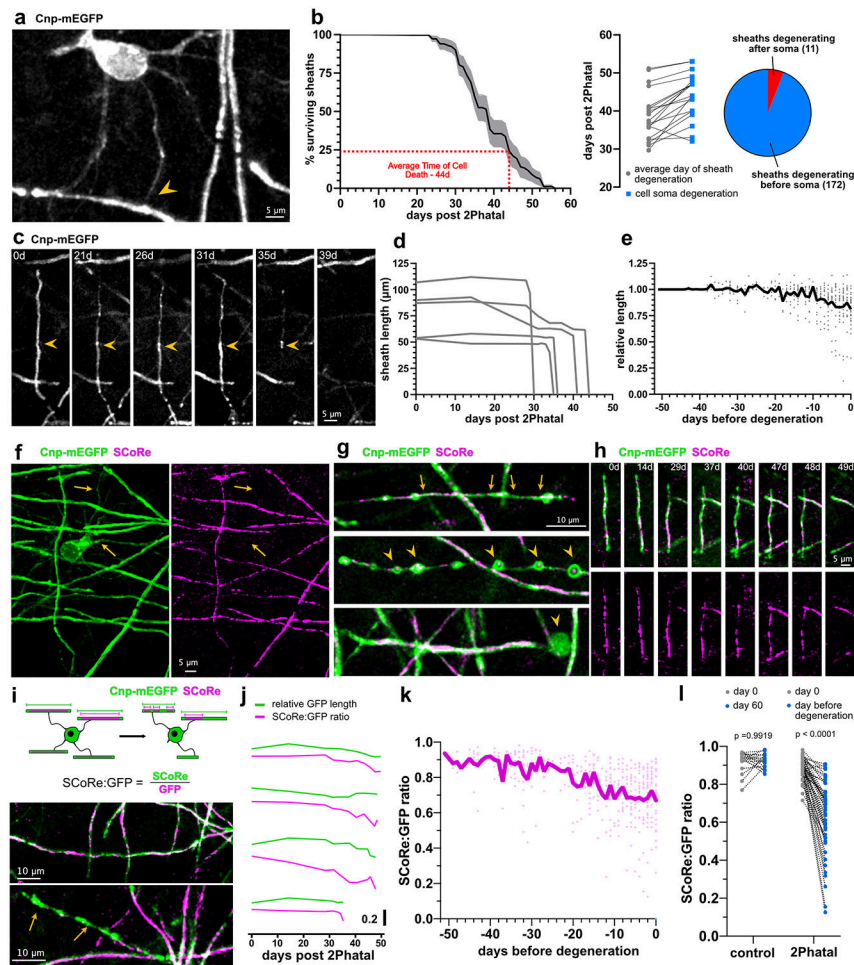 a Cnp-mEGFP
5 µm
b
% surviving sheaths
100
75
50
25
0
Average Time of Cell
Death - 44d
0 10 20 30 40 50 60
days post 2Phatal
days post 2Phatal
60
50
40
30
20
sheaths degenerating
after soma (11)
average day of sheath
degeneration
cell soma degeneration
sheaths degenerating
before soma (172)
c Cnp-mEGFP
0d 21d 26d 31d 35d 39d
5 µm
d
sheath length (µm)
125
100
75
50
25
0
0 10 20 30 40 50
days post 2Phatal
e
relative length
1.25
1.00
0.75
0.50
0.25
0.00
-50 -40 -30 -20 -10 0
days before degeneration
f Cnp-mEGFP SCoRe
5 µm
g Cnp-mEGFP SCoRe
10 µm
h Cnp-mEGFP SCoRe
0d 14d 29d 37d 40d 47d 48d 49d
5 µm
i Cnp-mEGFP SCoRe
SCoRe:GFP = SCoRe
GFP
10 µm
10 µm
j
relative GFP length
SCoRe:GFP ratio
0.2
0 10 20 30 40 50
days post 2Phatal
k
SCoRe:GFP ratio
1.0
0.8
0.6
0.4
0.2
0
-50 -40 -30 -20 -10 0
days before degeneration
l
day 0
day 60
day 0
day before
degeneration
p =0.9919
p < 0.0001
SCoRe:GFP ratio
1.0
0.9
0.8
0.7
0.6
0.5
0.4
0.3
0.2
0.1
0.0
control 2Phatal